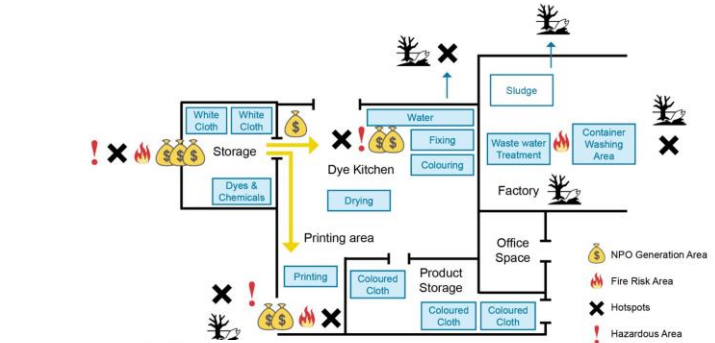 Sludge
White
Cloth
White
Cloth
Water
Storage
Fixing
Waste water
Treatment
Container
Washing
Area
Dye Kitchen
Colouring
Dyes &
Chemicals
Drying
Factory
Printing area
Office
Space
NPO Generation Area
Printing
Coloured
Cloth
Product
Storage
Fire Risk Area
Coloured
Cloth
Coloured
Cloth
Hotspots
Hazardous Area